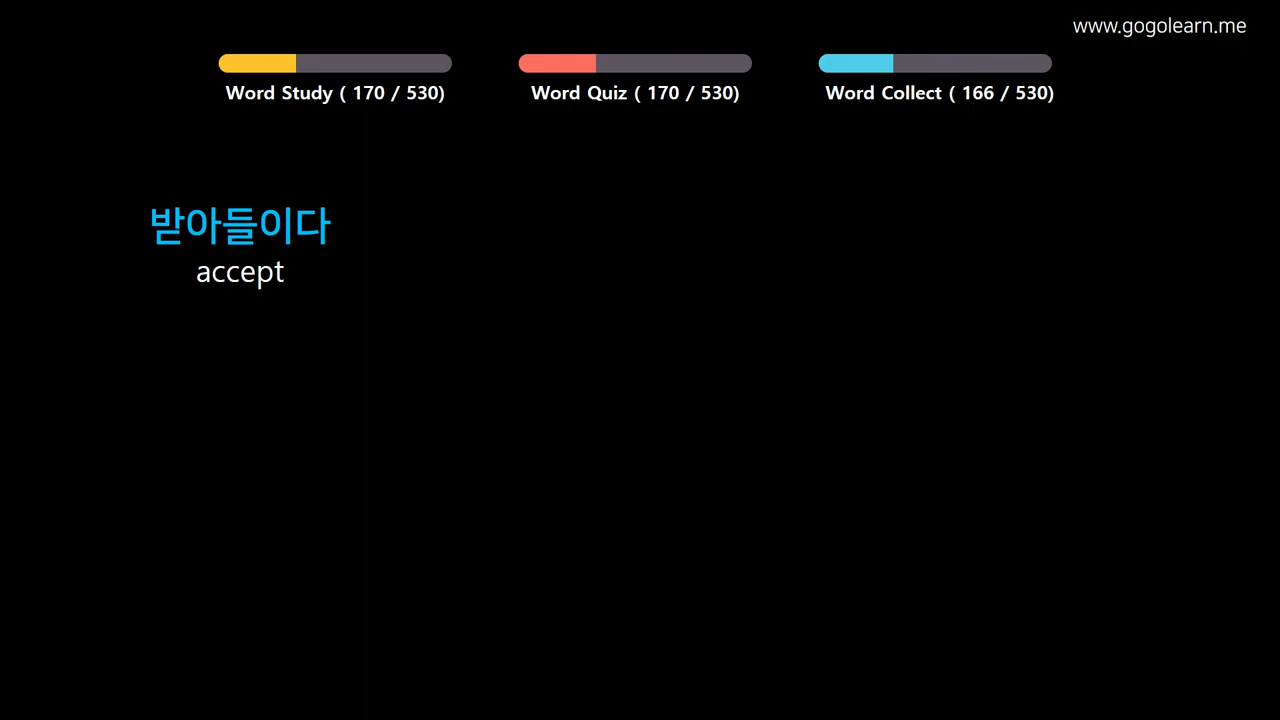 www.gogolearn.me
Word Study ( 170 / 530)
Word Quiz ( 170 / 530)
Word Collect ( 166 / 530)
받아들이다
accept